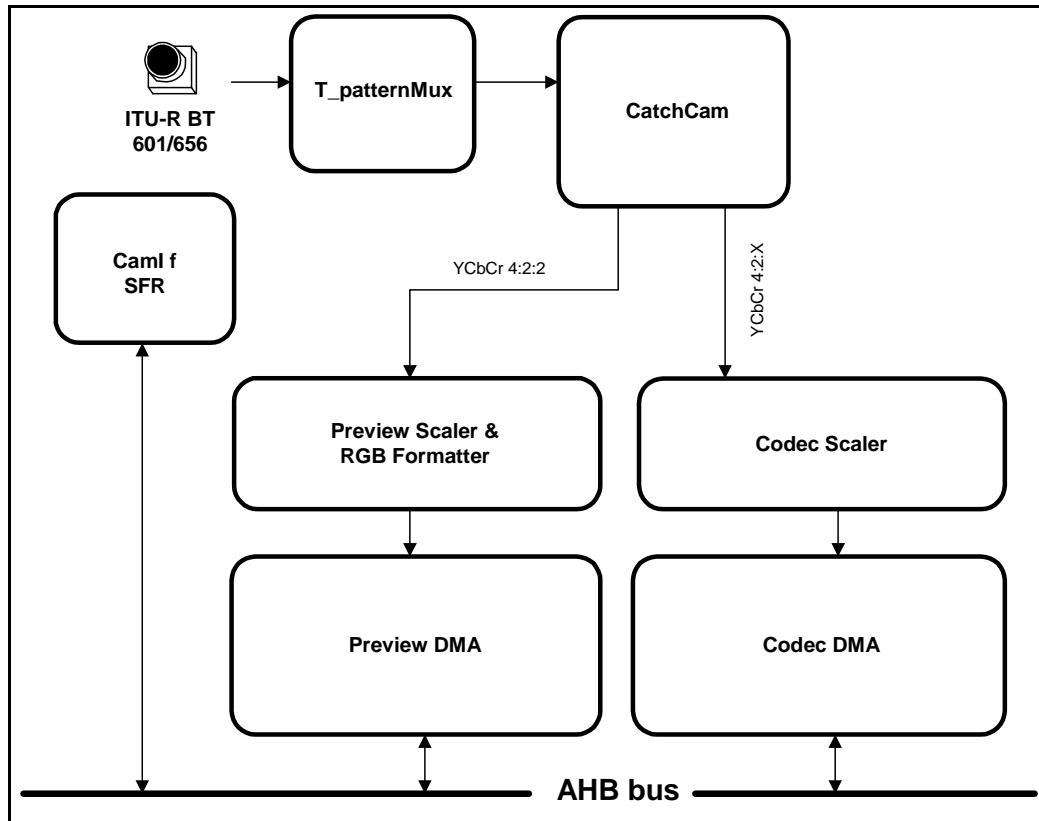 ITU-R BT
601/656
T_patternMux
CatchCam
CamI f
SFR
YCbCr 4:2:2
YCbCr 4:2:X
Preview Scaler &
RGB Formatter
Codec Scaler
Preview DMA
Codec DMA
AHB bus